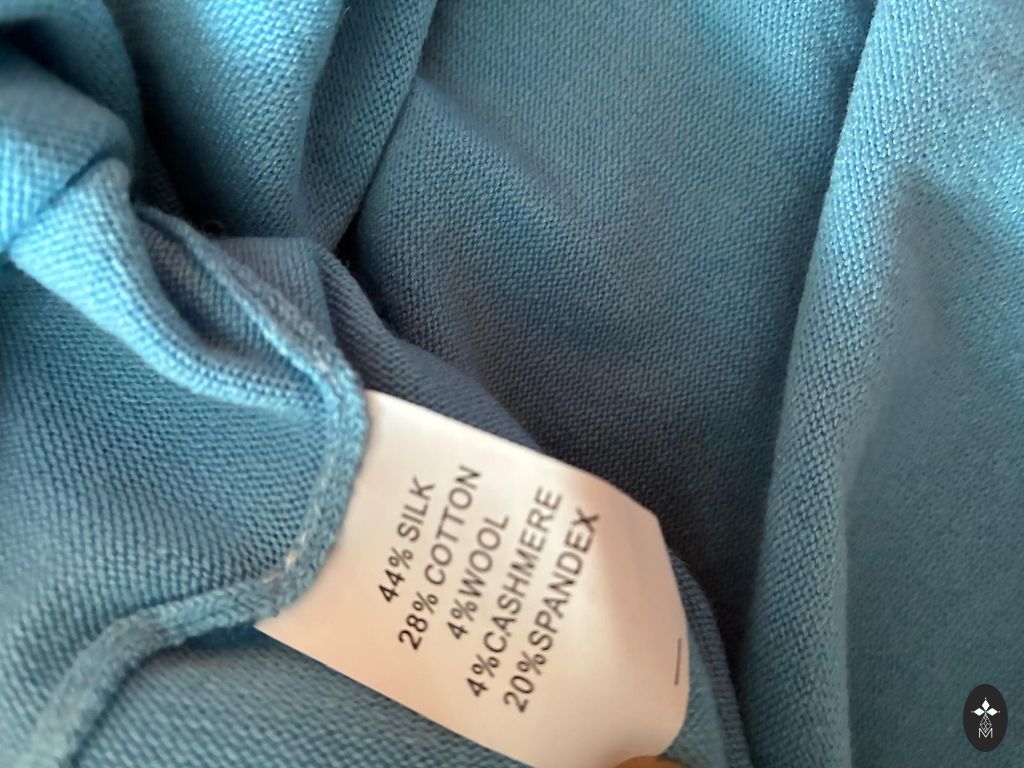 44% SILK
28% COTTON
4%WOOL
4%CASHMERE
20%SPANDEX
M